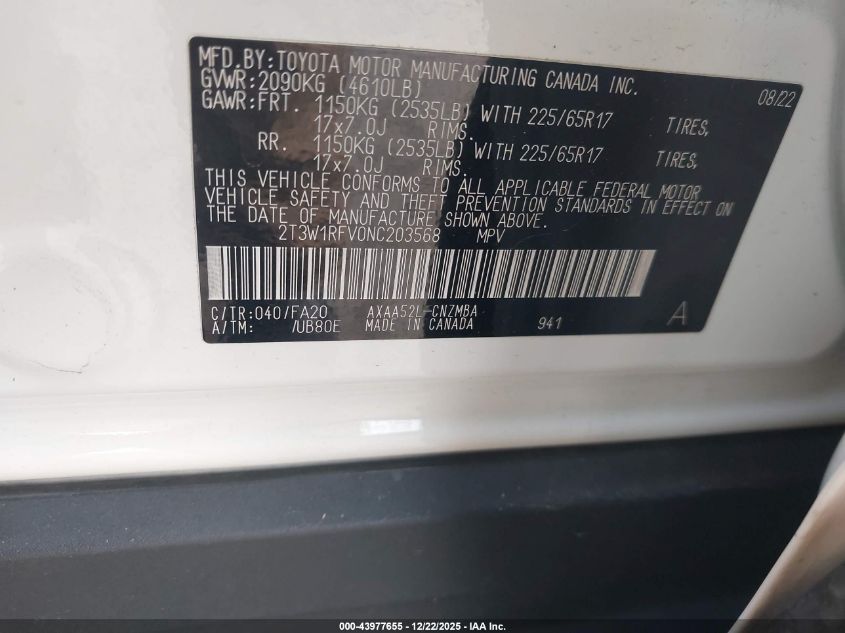 MFD.BY:TOYOTA MOTOR MANUFACTURING CANADA INC.
GVWR:2090KG (4610LB) 08/22
GAWR:FRT. 1150KG (2535LB) WITH 225/65R17 TIRES,
17x7.0J RIMS.
RR. 1150KG (2535LB) WITH 225/65R17 TIRES,
17x7.0J RIMS.
THIS VEHICLE CONFORMS TO ALL APPLICABLE FEDERAL MOTOR
VEHICLE SAFETY AND THEFT PREVENTION STANDARDS IN EFFECT ON
THE DATE OF MANUFACTURE SHOWN ABOVE.
2T3W1RFV0NC203568 MPV
C/TR:040/FA20 AXAA52L-CNZMBA
A/TM: /UB80E MADE IN CANADA 941 A
000-43977655 - 12/22/2025 - IAA Inc.